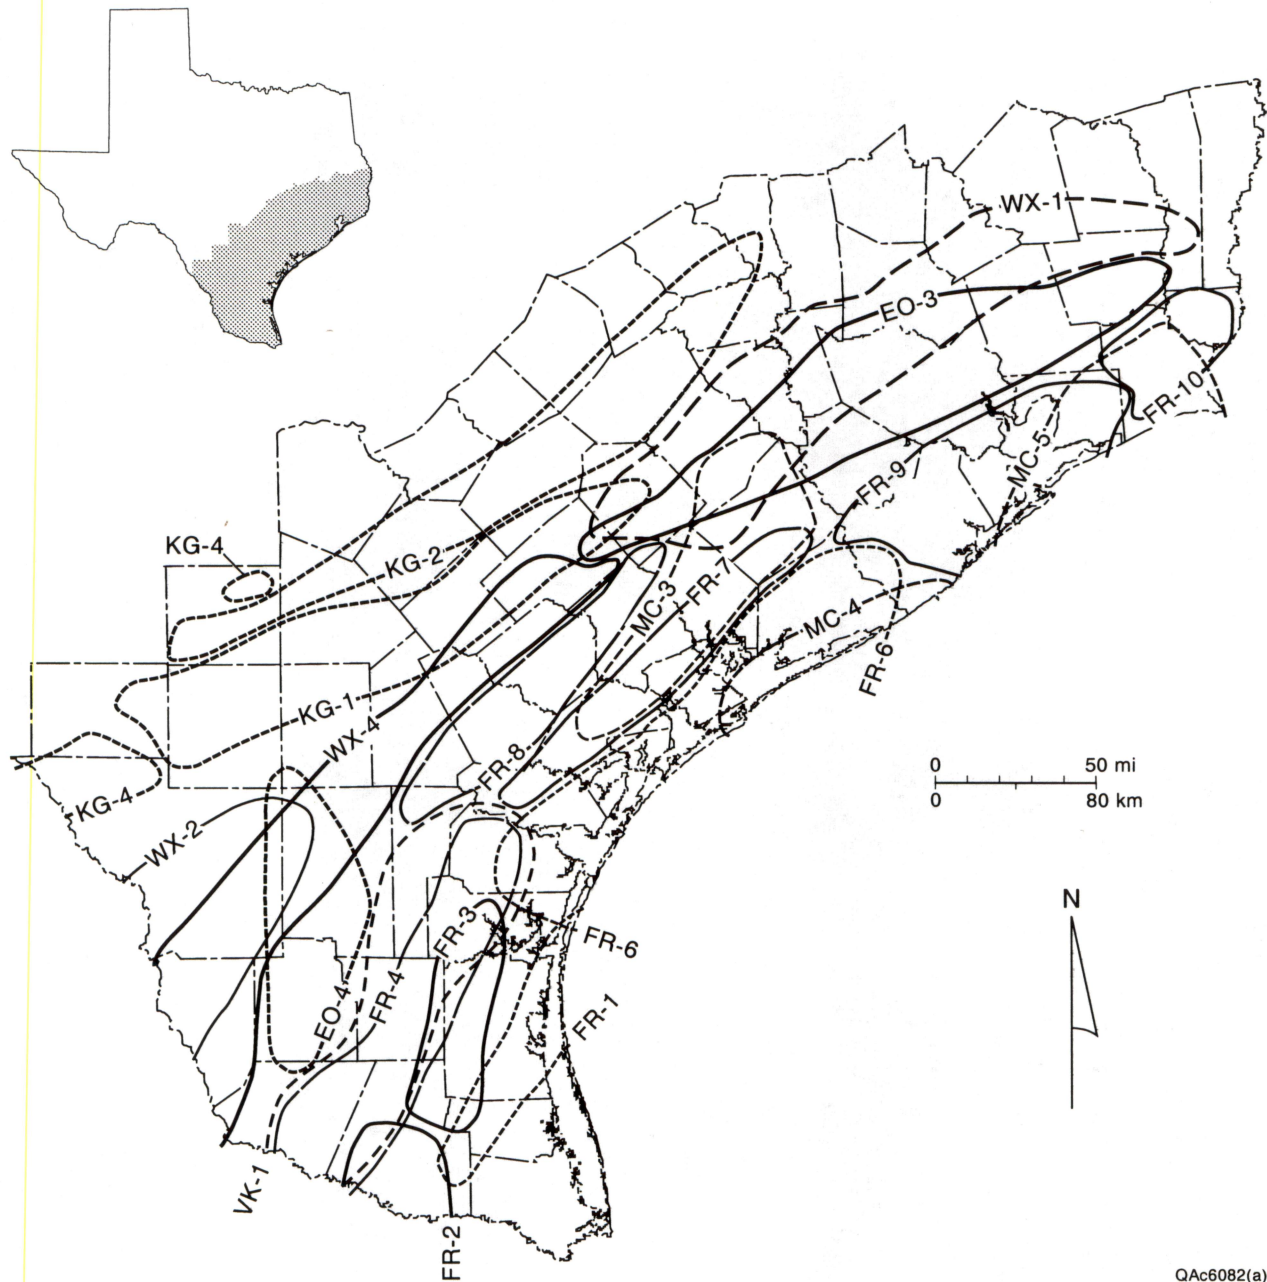 WX-1
EO-3
FR-10
MC-5
FR-9
KG-4
KG-2
FR-7
MC-3
MC-4
FR-6
KG-1
WX-4
FR-8
0 50 mi
0 80 km
KG-4
WX-2
N
FR-3
FR-6
FR-4
EO-4
FR-1
VK-1
FR-2
QAc6082(a)